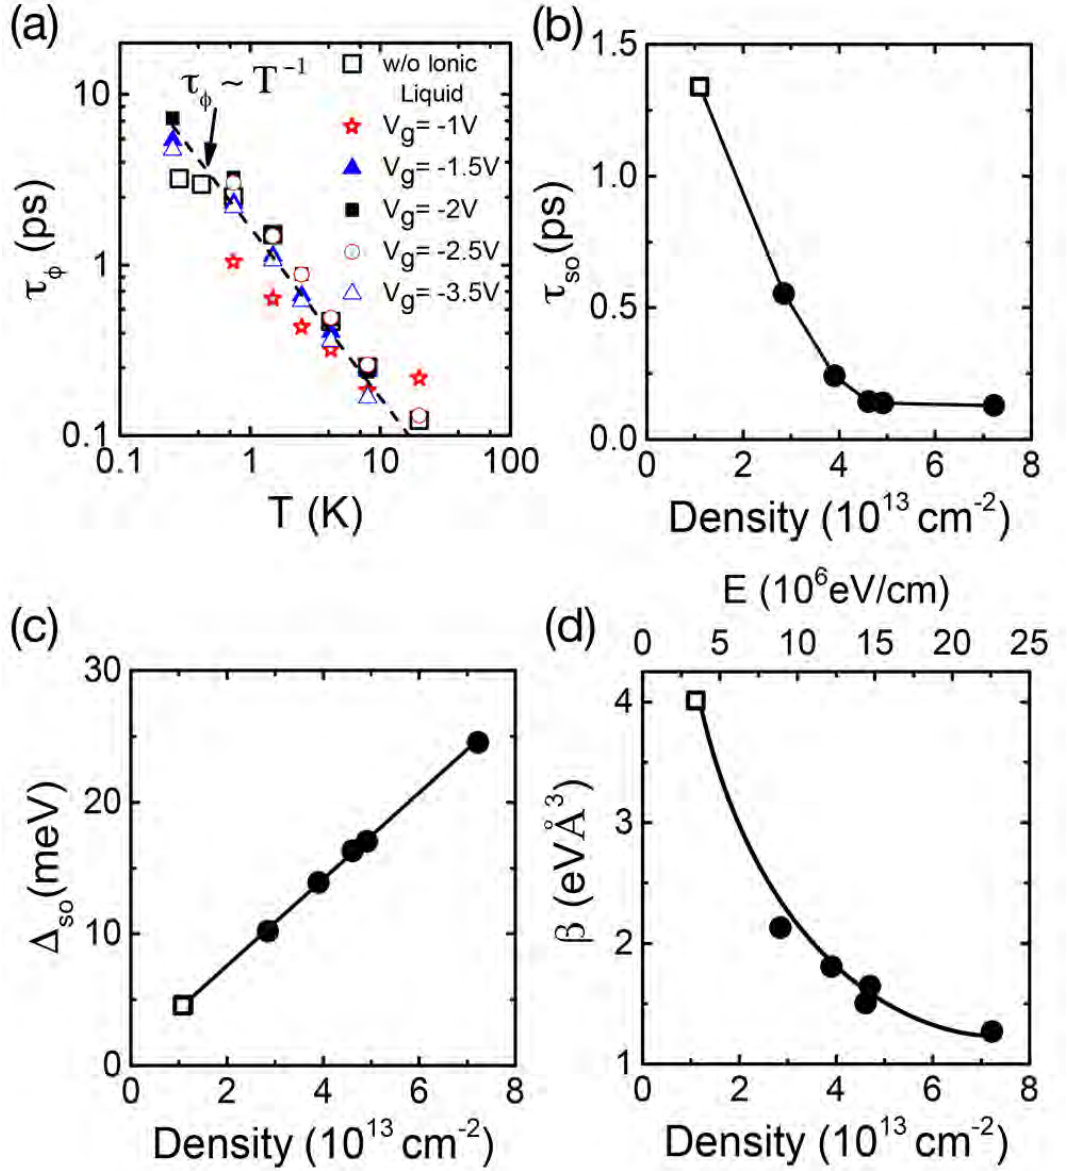 (a)
τϕ ~ T⁻¹
w/o Ionic
Liquid
Vg= -1V
Vg= -1.5V
Vg= -2V
Vg= -2.5V
Vg= -3.5V
10
1
0.1
τϕ (ps)
0.1 1 10 100
T (K)
(b)
1.5
1.0
0.5
0.0
τso(ps)
0 2 4 6 8
Density (10¹³ cm⁻²)
(c)
30
20
10
0
Δso(meV)
0 2 4 6 8
Density (10¹³ cm⁻²)
(d)
E (10⁶eV/cm)
0 5 10 15 20 25
4
3
2
1
β (eVÅ³)
0 2 4 6 8
Density (10¹³ cm⁻²)